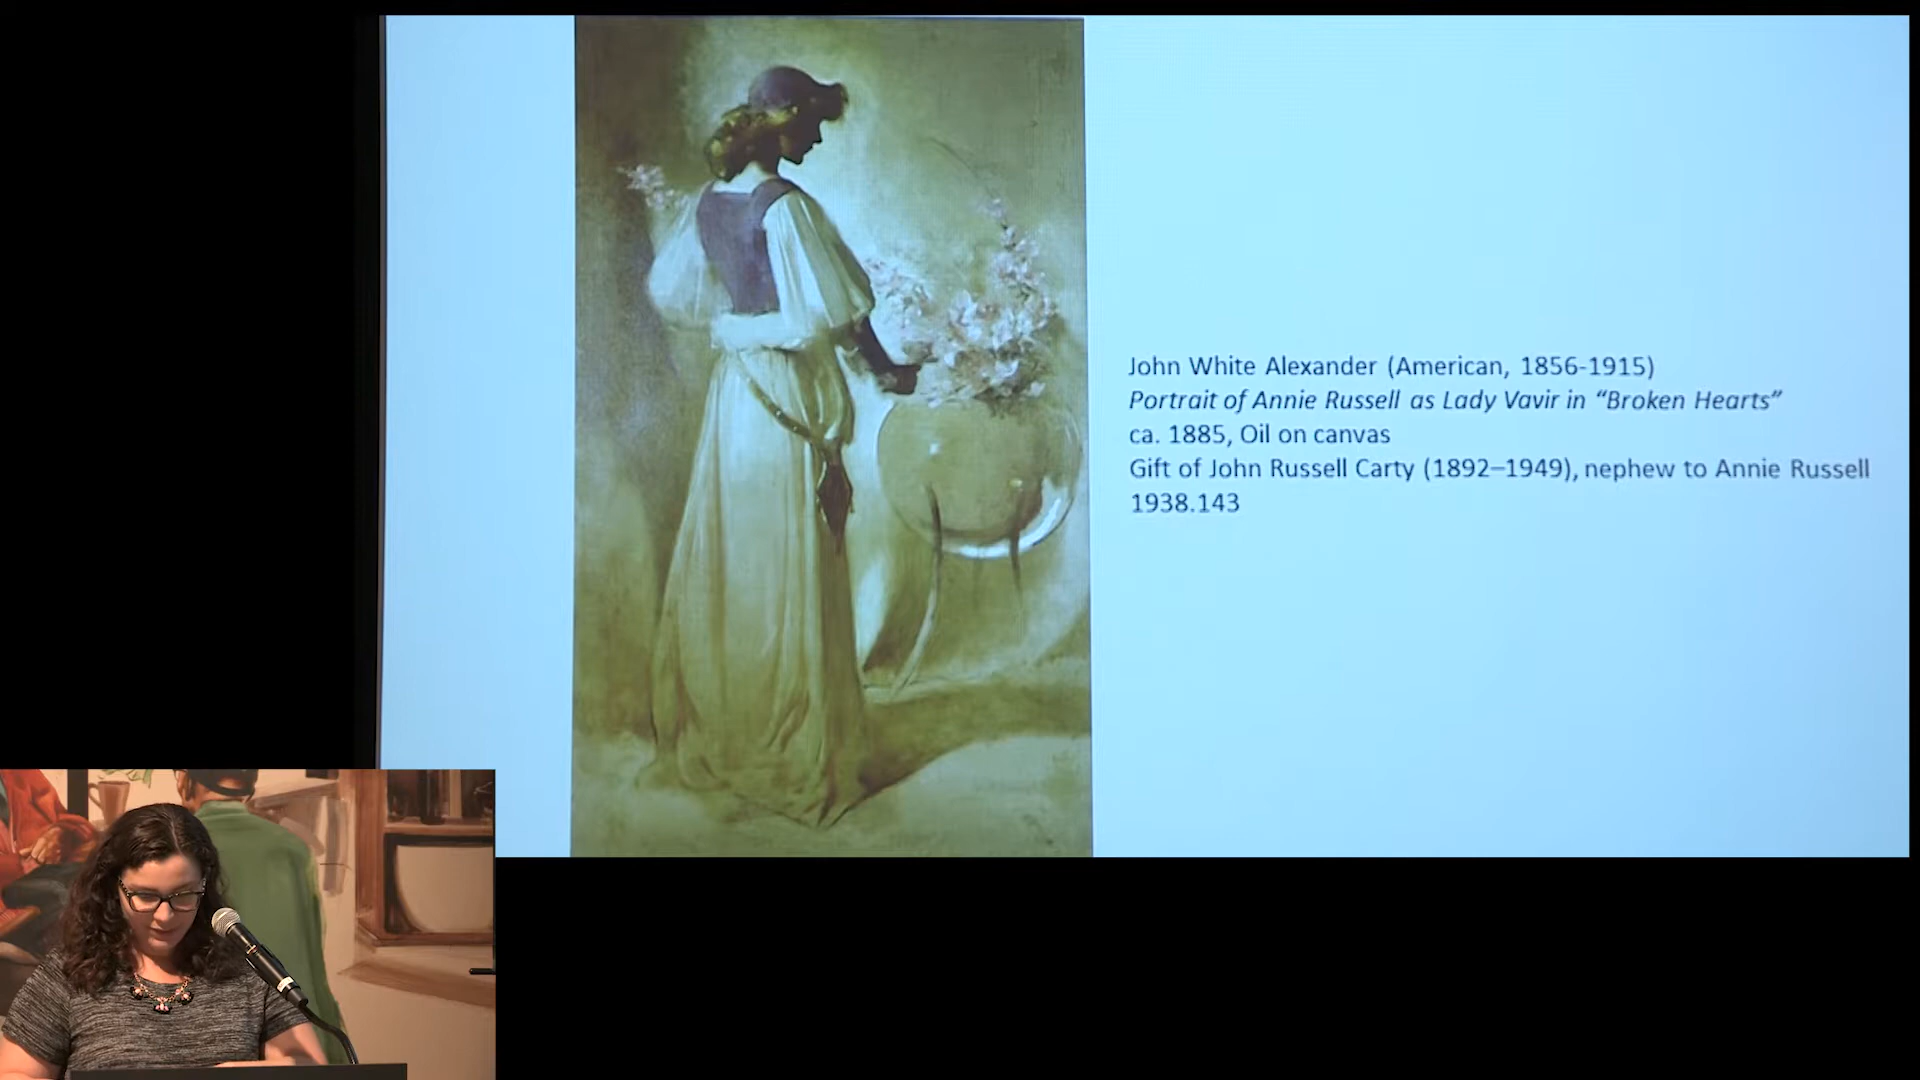 John White Alexander (American, 1856-1915)
Portrait of Annie Russell as Lady Vavir in “Broken Hearts”
ca. 1885, Oil on canvas
Gift of John Russell Carty (1892–1949), nephew to Annie Russell
1938.143